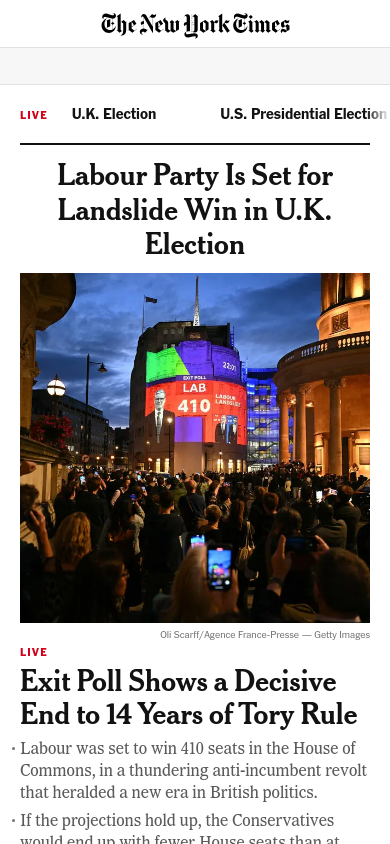 The New York Times
LIVE
U.K. Election
U.S. Presidential Election
Labour Party Is Set for
Landslide Win in U.K.
Election
22:01
EXIT POLL
LAB
410
LABOUR
LANDSLIDE
Oli Scarff/Agence France-Presse — Getty Images
LIVE
Exit Poll Shows a Decisive
End to 14 Years of Tory Rule
• Labour was set to win 410 seats in the House of
Commons, in a thundering anti-incumbent revolt
that heralded a new era in British politics.
• If the projections hold up, the Conservatives
would end up with fewer House seats than at